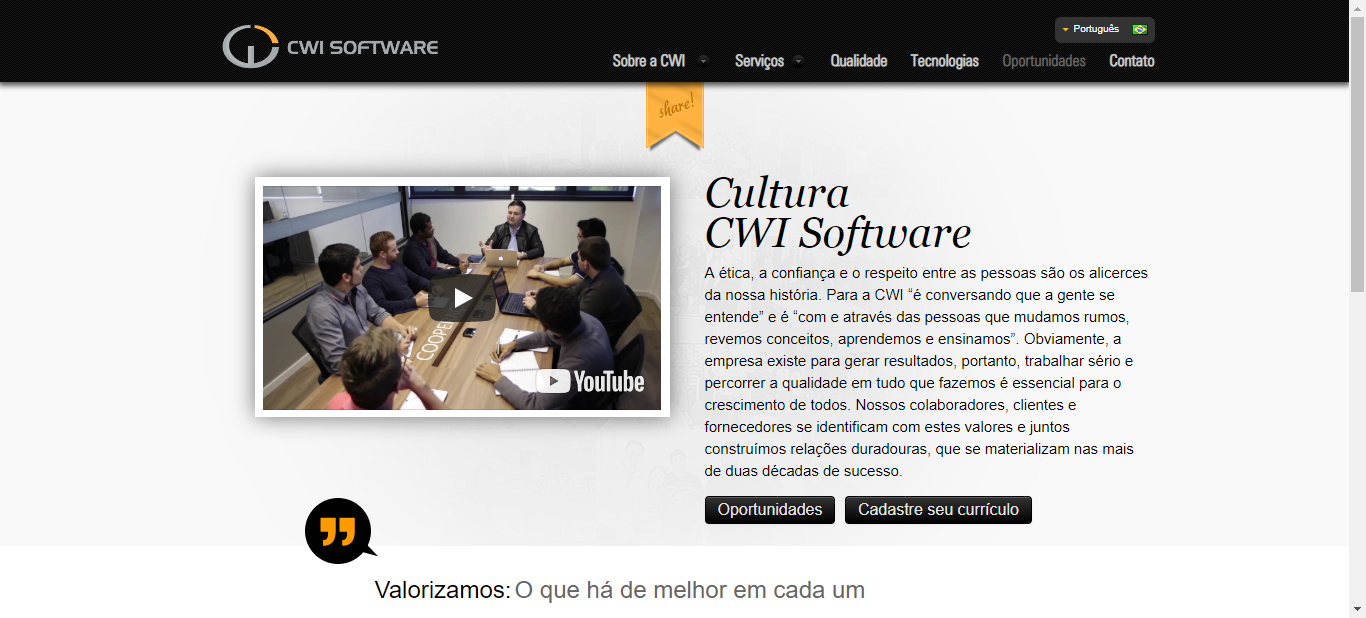 CWI SOFTWARE
Português
Sobre a CWI
Serviços
Qualidade
Tecnologias
Oportunidades
Contato
share!
COOPER
YouTube
Cultura
CWI Software
A ética, a confiança e o respeito entre as pessoas são os alicerces
da nossa história. Para a CWI “é conversando que a gente se
entende” e é “com e através das pessoas que mudamos rumos,
revemos conceitos, aprendemos e ensinamos”. Obviamente, a
empresa existe para gerar resultados, portanto, trabalhar sério e
percorrer a qualidade em tudo que fazemos é essencial para o
crescimento de todos. Nossos colaboradores, clientes e
fornecedores se identificam com estes valores e juntos
construímos relações duradouras, que se materializam nas mais
de duas décadas de sucesso.
Oportunidades
Cadastre seu currículo
Valorizamos: O que há de melhor em cada um